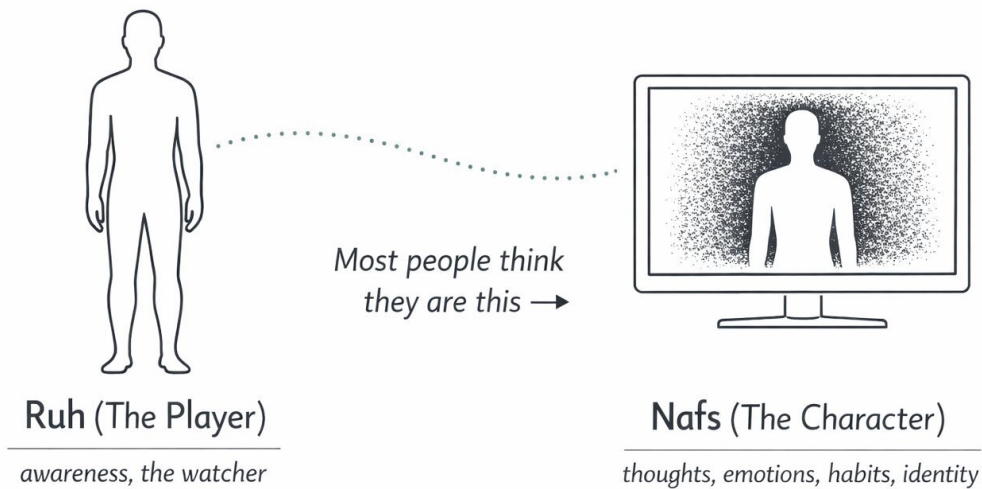 Most people think
they are this →
Ruh (The Player)
awareness, the watcher
Nafs (The Character)
thoughts, emotions, habits, identity